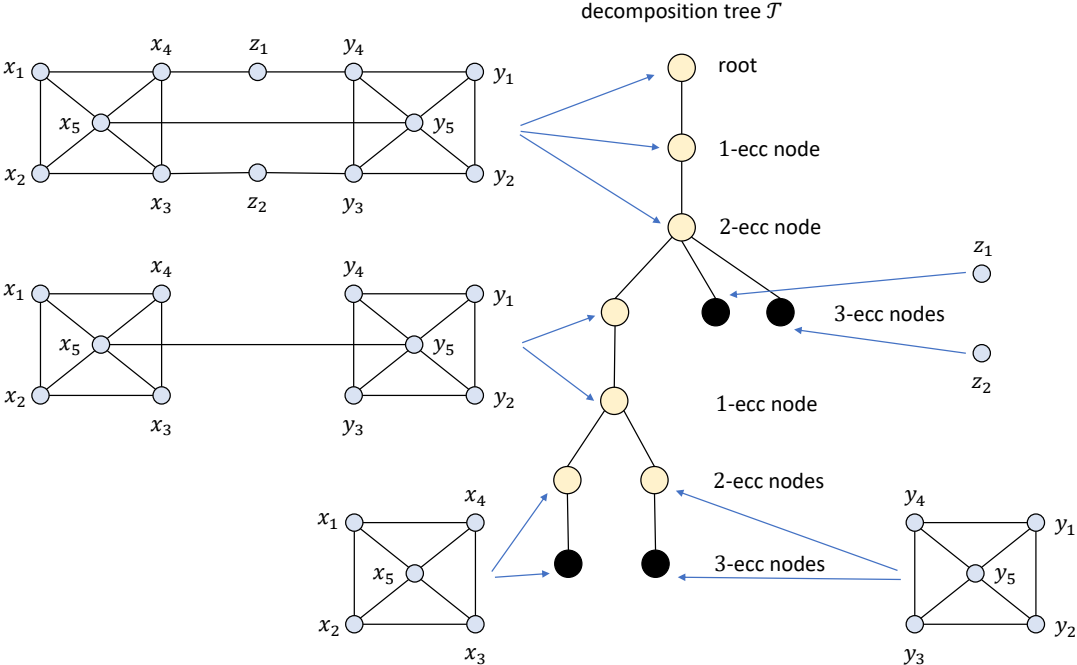 decomposition tree 𝒯
x₁ x₄ z₁ y₄ y₁
root
x₅ y₅
1-ecc node
x₂ x₃ z₂ y₃ y₂
2-ecc node
z₁
x₁ x₄ y₄ y₁
3-ecc nodes
x₅ y₅
z₂
x₂ x₃ y₃ y₂
1-ecc node
2-ecc nodes
x₁ x₄ y₄ y₁
3-ecc nodes
x₅ y₅
x₂ x₃ y₃ y₂